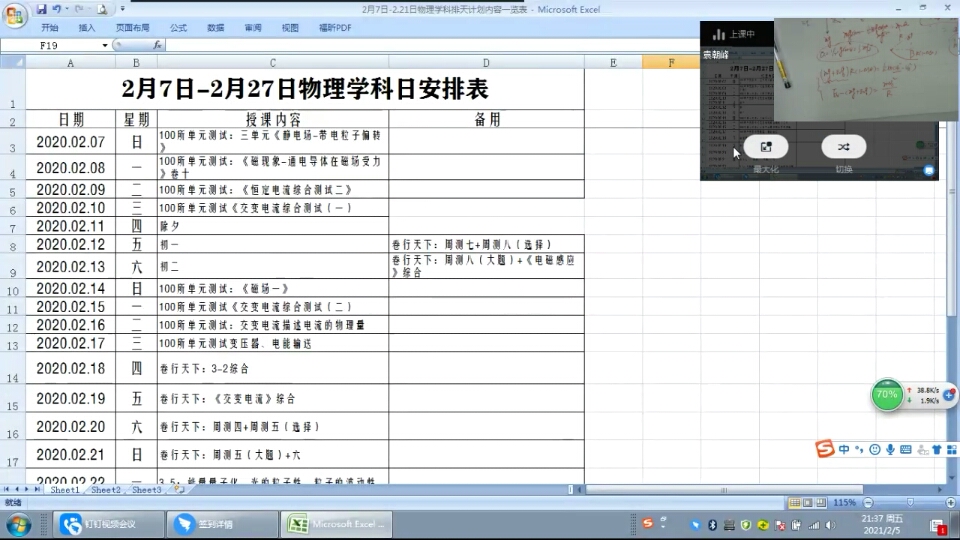 2月7日-2.21日物理学科排天计划内容一览表 - Microsoft Excel
开始 插入 页面布局 公式 数据 审阅 视图 福昕PDF
F19 fx
A B C D E F
1 2月7日-2月27日物理学科日安排表
2 日期 星期 授课内容 备用
3 2020.02.07 日 100所单元测试：三单元《静电场-带电粒子偏转》
4 2020.02.08 一 100所单元测试：《磁现象-通电导体在磁场受力》卷十
5 2020.02.09 二 100所单元测试：《恒定电流综合测试二》
6 2020.02.10 三 100所单元测试《交变电流综合测试（一）
7 2020.02.11 四 除夕
8 2020.02.12 五 初一 卷行天下：周测七+周测八（选择）
9 2020.02.13 六 初二 卷行天下：周测八（大题）+《电磁感应》综合
10 2020.02.14 日 100所单元测试：《磁场一》
11 2020.02.15 一 100所单元测试《交变电流综合测试（二）
12 2020.02.16 二 100所单元测试：交变电流描述电流的物理量
13 2020.02.17 三 100所单元测试变压器、电能输送
14 2020.02.18 四 卷行天下：3-2综合
15 2020.02.19 五 卷行天下：《交变电流》综合
16 2020.02.20 六 卷行天下：周测四+周测五（选择）
17 2020.02.21 日 卷行天下：周测五（大题）+六
2020.02.22 一 3-5：能量量子化、光的粒子性、粒子的波动性
上课中
袁朝峰
最大化 切换
70% 38.8K/s
1.9K/s
中
Sheet1 Sheet2 Sheet3
就绪 115%
钉钉视频会议 签到详情 Microsoft Excel ...
21:37 周五
2021/2/5
1